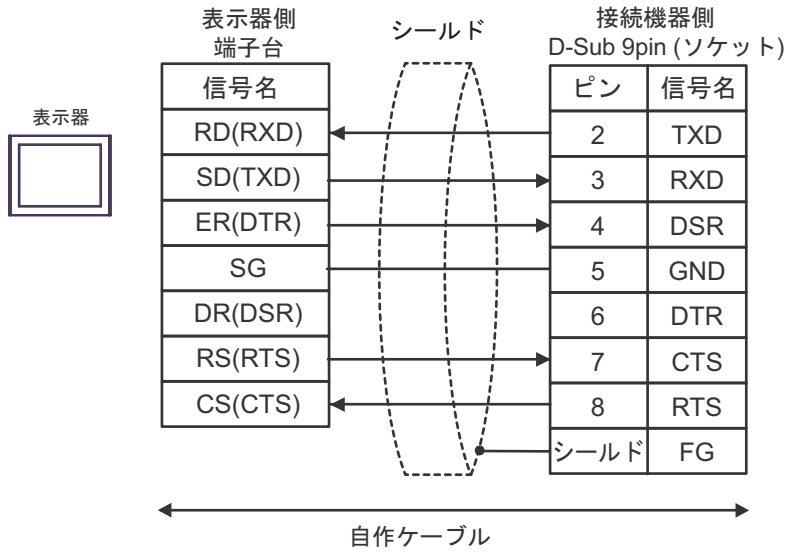 表示器側
端子台
シールド
接続機器側
D-Sub 9pin (ソケット)
表示器
信号名
ピン 信号名
RD(RXD) 2 TXD
SD(TXD) 3 RXD
ER(DTR) 4 DSR
SG 5 GND
DR(DSR) 6 DTR
RS(RTS) 7 CTS
CS(CTS) 8 RTS
シールド FG
自作ケーブル